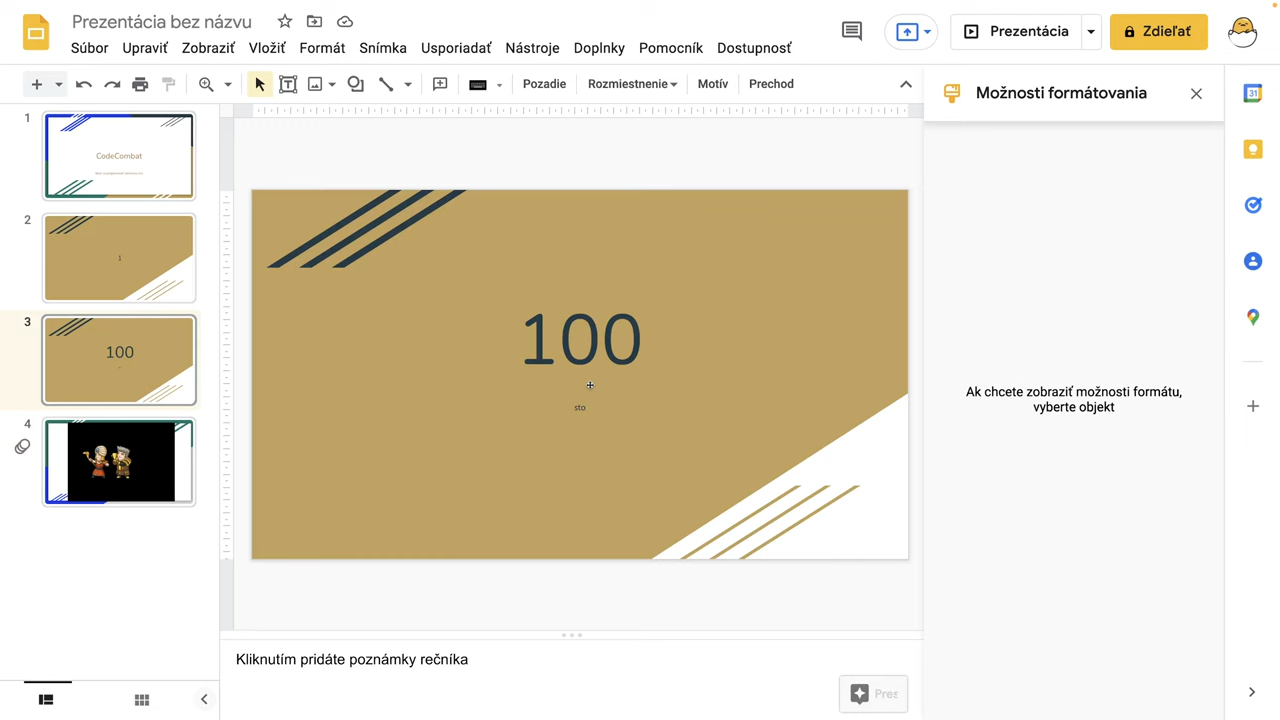 Prezentácia bez názvu
Súbor Upraviť Zobraziť Vložiť Formát Snímka Usporiadať Nástroje Doplnky Pomocník Dostupnosť
Prezentácia
Zdieľať
Pozadie Rozmiestnenie Motív Prechod
Možnosti formátovania
31
1
CodeCombat
2
1
3
100
4
100
sto
Ak chcete zobraziť možnosti formátu,
vyberte objekt
Kliknutím pridáte poznámky rečníka
Pres